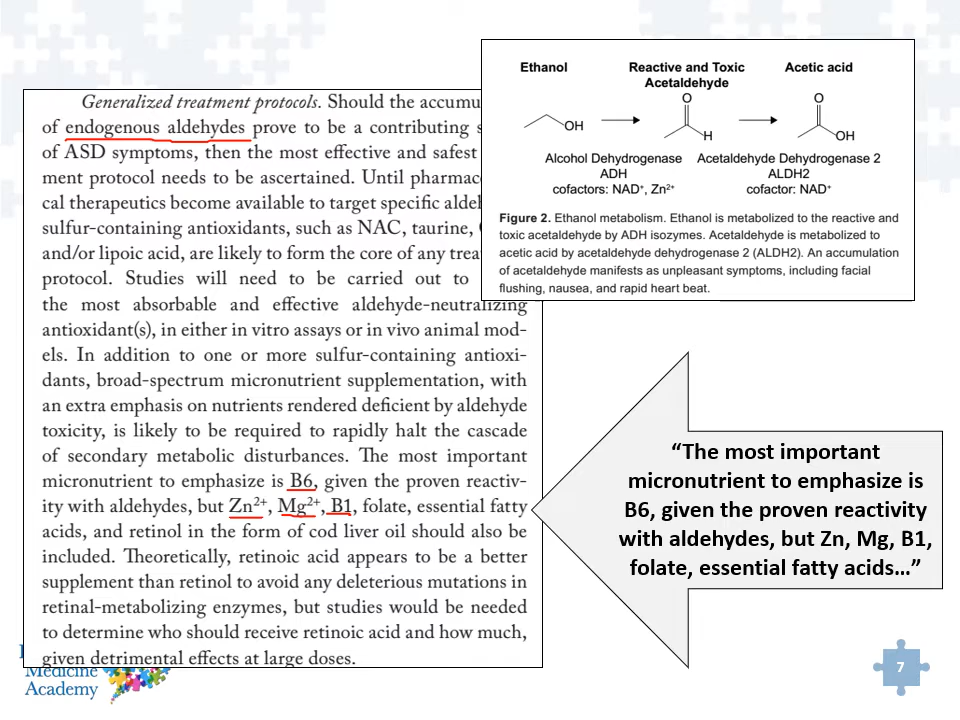 Generalized treatment protocols. Should the accumu
of endogenous aldehydes prove to be a contributing
of ASD symptoms, then the most effective and safest
ment protocol needs to be ascertained. Until pharmac
cal therapeutics become available to target specific alde
sulfur-containing antioxidants, such as NAC, taurine,
and/or lipoic acid, are likely to form the core of any trea
protocol. Studies will need to be carried out to
the most absorbable and effective aldehyde-neutralizing
antioxidant(s), in either in vitro assays or in vivo animal mod-
els. In addition to one or more sulfur-containing antioxi-
dants, broad-spectrum micronutrient supplementation, with
an extra emphasis on nutrients rendered deficient by aldehyde
toxicity, is likely to be required to rapidly halt the cascade
of secondary metabolic disturbances. The most important
micronutrient to emphasize is B6, given the proven reactiv-
ity with aldehydes, but Zn²⁺, Mg²⁺, B1, folate, essential fatty
acids, and retinol in the form of cod liver oil should also be
included. Theoretically, retinoic acid appears to be a better
supplement than retinol to avoid any deleterious mutations in
retinal-metabolizing enzymes, but studies would be needed
to determine who should receive retinoic acid and how much,
given detrimental effects at large doses.
Ethanol
Reactive and Toxic
Acetaldehyde
Acetic acid
OH
O
H
O
OH
Alcohol Dehydrogenase
ADH
cofactors: NAD⁺, Zn²⁺
Acetaldehyde Dehydrogenase 2
ALDH2
cofactor: NAD⁺
Figure 2. Ethanol metabolism. Ethanol is metabolized to the reactive and
toxic acetaldehyde by ADH isozymes. Acetaldehyde is metabolized to
acetic acid by acetaldehyde dehydrogenase 2 (ALDH2). An accumulation
of acetaldehyde manifests as unpleasant symptoms, including facial
flushing, nausea, and rapid heart beat.
“The most important
micronutrient to emphasize is
B6, given the proven reactivity
with aldehydes, but Zn, Mg, B1,
folate, essential fatty acids…”
Medicine
Academy
7